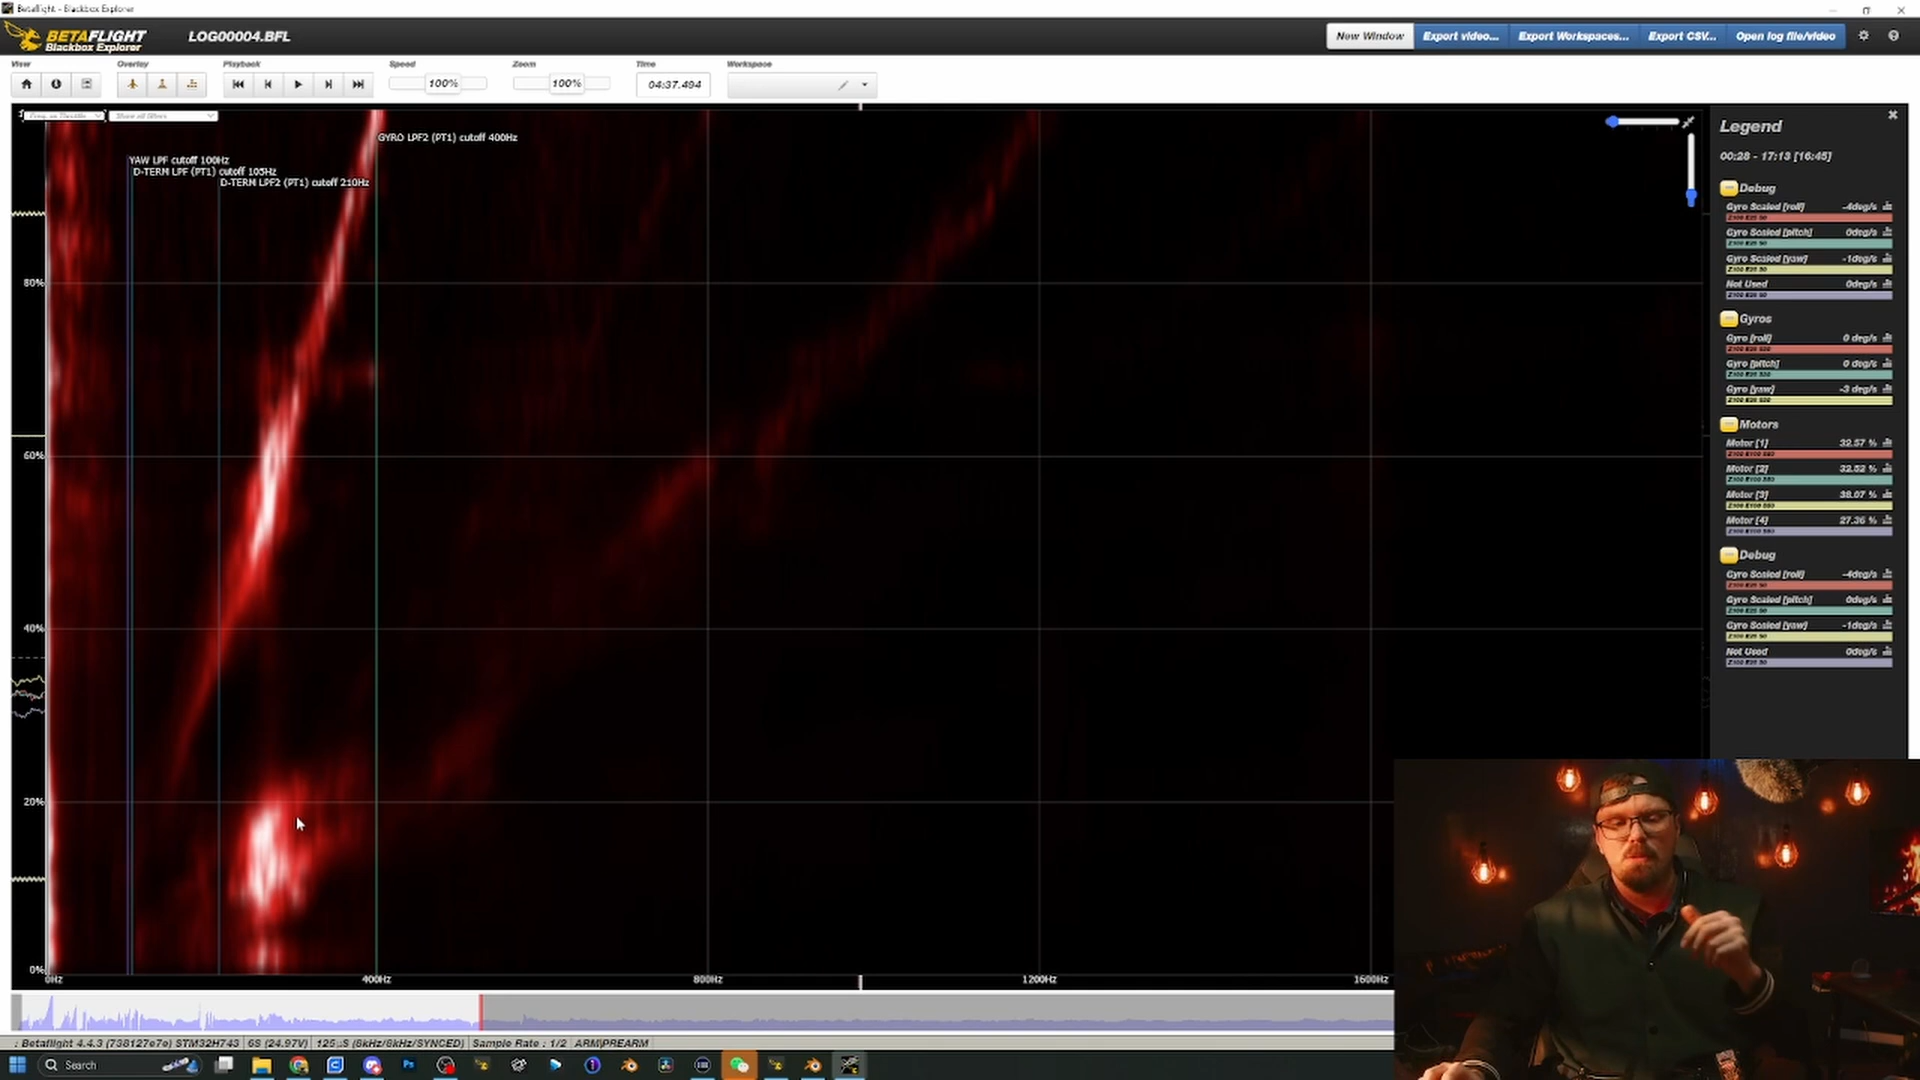 Betaflight - Blackbox Explorer
BETAFLIGHT
Blackbox Explorer
LOG00004.BFL
New Window
Export video...
Export Workspaces...
Export CSV...
Open log file/video
View
Overlay
Playback
Speed
Zoom
Time
Workspace
100%
100%
04:37.494
Show all filters
GYRO LPF2 (PT1) cutoff 400Hz
YAW LPF cutoff 100Hz
D-TERM LPF (PT1) cutoff 105Hz
D-TERM LPF2 (PT1) cutoff 210Hz
80%
60%
40%
20%
0%
0Hz
400Hz
800Hz
1200Hz
1600Hz
Legend
00:28 - 17:13 [16:45]
Debug
Gyro Scaled [roll] -4deg/s
Gyro Scaled [pitch] 0deg/s
Gyro Scaled [yaw] -1deg/s
Not Used 0deg/s
Gyros
Gyro [roll] 0 deg/s
Gyro [pitch] 0 deg/s
Gyro [yaw] -3 deg/s
Motors
Motor [1] 32.57 %
Motor [2] 32.52 %
Motor [3] 38.07 %
Motor [4] 27.36 %
Debug
Gyro Scaled [roll] -4deg/s
Gyro Scaled [pitch] 0deg/s
Gyro Scaled [yaw] -1deg/s
Not Used 0deg/s
: Betaflight 4.4.3 (738127e7e) STM32H743 6S (24.97V) 125µS (8kHz/8kHz/SYNCED) Sample Rate : 1/2 ARM|PREARM
Search